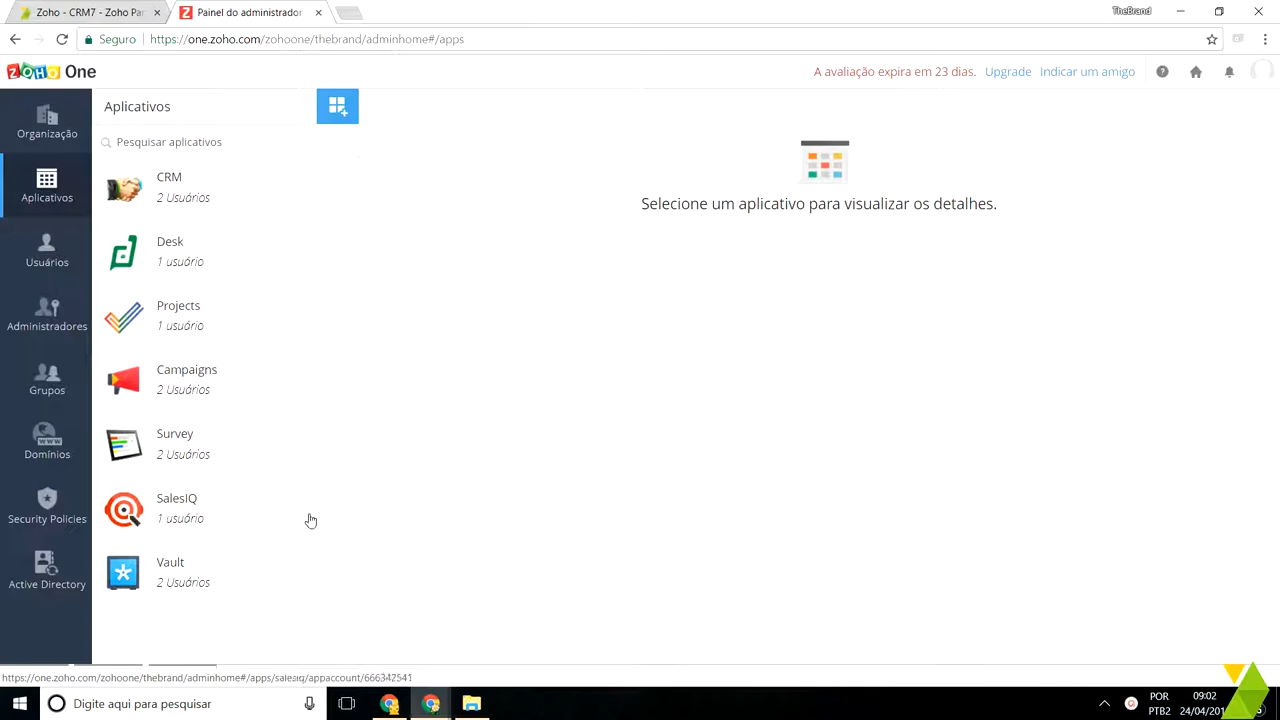 Zoho - CRM7 - Zoho Pa
Painel do administrador
TheBrand
Seguro
https://one.zoho.com/zohoone/thebrand/adminhome#/apps
ZOHO One
A avaliação expira em 23 dias.
Upgrade
Indicar um amigo
Organização
Aplicativos
Usuários
Administradores
Grupos
Domínios
Security Policies
Active Directory
Aplicativos
Pesquisar aplicativos
CRM
2 Usuários
Desk
1 usuário
Projects
1 usuário
Campaigns
2 Usuários
Survey
2 Usuários
SalesIQ
1 usuário
Vault
2 Usuários
Selecione um aplicativo para visualizar os detalhes.
https://one.zoho.com/zohoone/thebrand/adminhome#/apps/salesiq/appaccount/666342541
Digite aqui para pesquisar
POR
PTB2
09:02
24/04/201